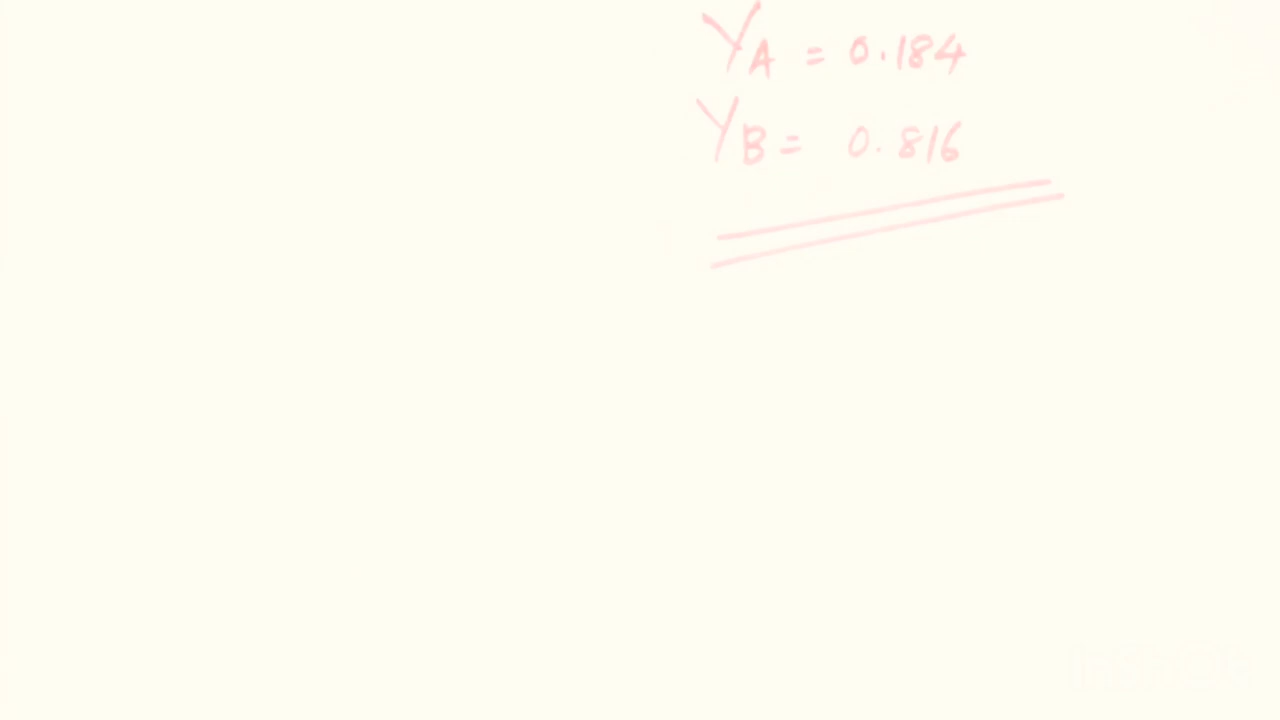 YA = 0.184
YB = 0.816